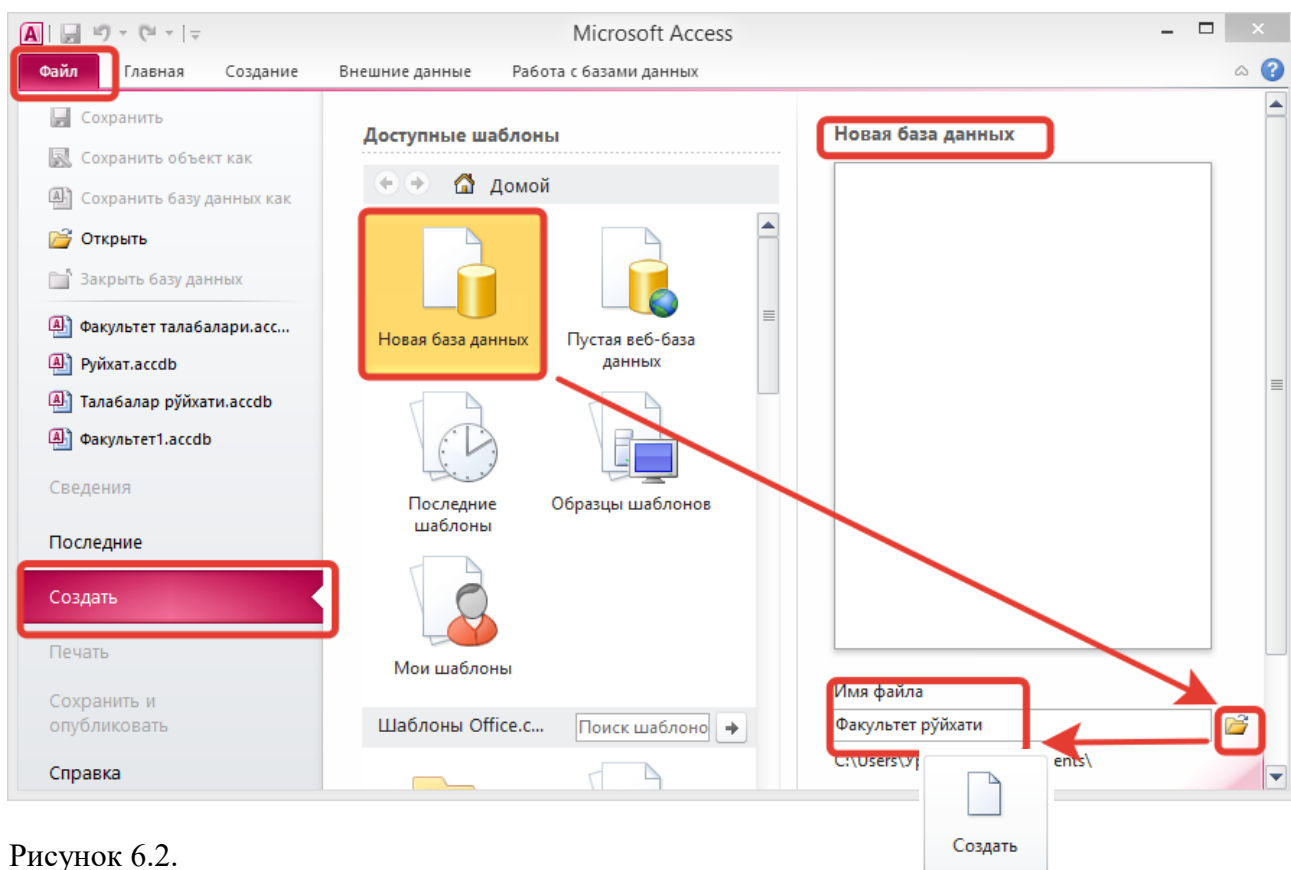 Microsoft Access
Файл Главная Создание Внешние данные Работа с базами данных
Сохранить
Сохранить объект как
Сохранить базу данных как
Открыть
Закрыть базу данных
Факультет талабалари.acc...
Руйхат.accdb
Талабалар рўйхати.accdb
Факультет1.accdb
Сведения
Последние
Создать
Печать
Сохранить и
опубликовать
Справка
Доступные шаблоны
Домой
Новая база данных
Пустая веб-база
данных
Последние
шаблоны
Образцы шаблонов
Мои шаблоны
Шаблоны Office.c...
Поиск шаблоно
Новая база данных
Имя файла
Факультет рўйхати
C:\Users\Ур ents\
Создать
Рисунок 6.2.